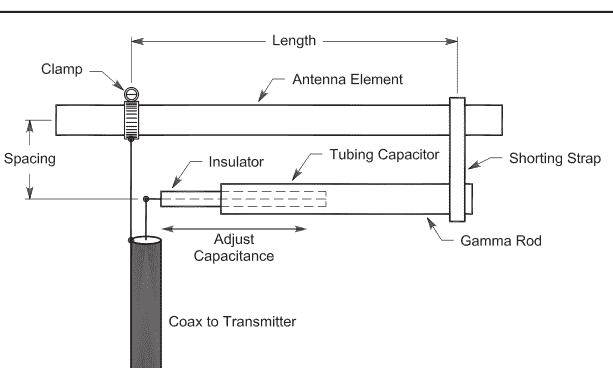 Length
Clamp
Antenna Element
Spacing
Insulator
Tubing Capacitor
Shorting Strap
Adjust
Capacitance
Gamma Rod
Coax to Transmitter